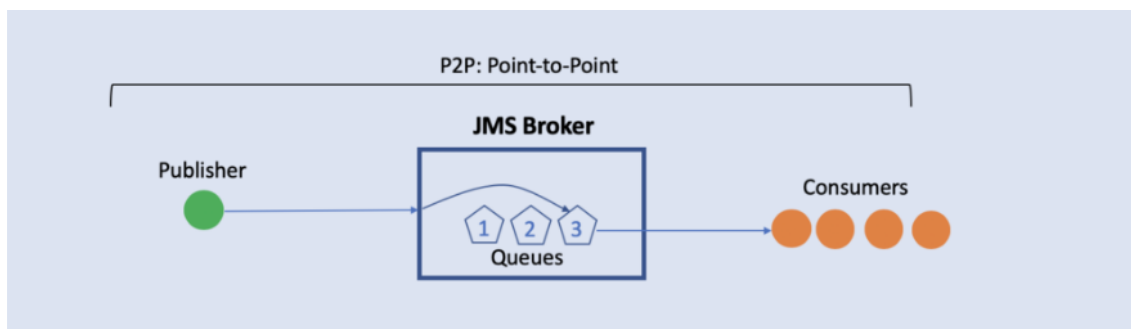 P2P: Point-to-Point
JMS Broker
Publisher
Consumers
1 2 3
Queues